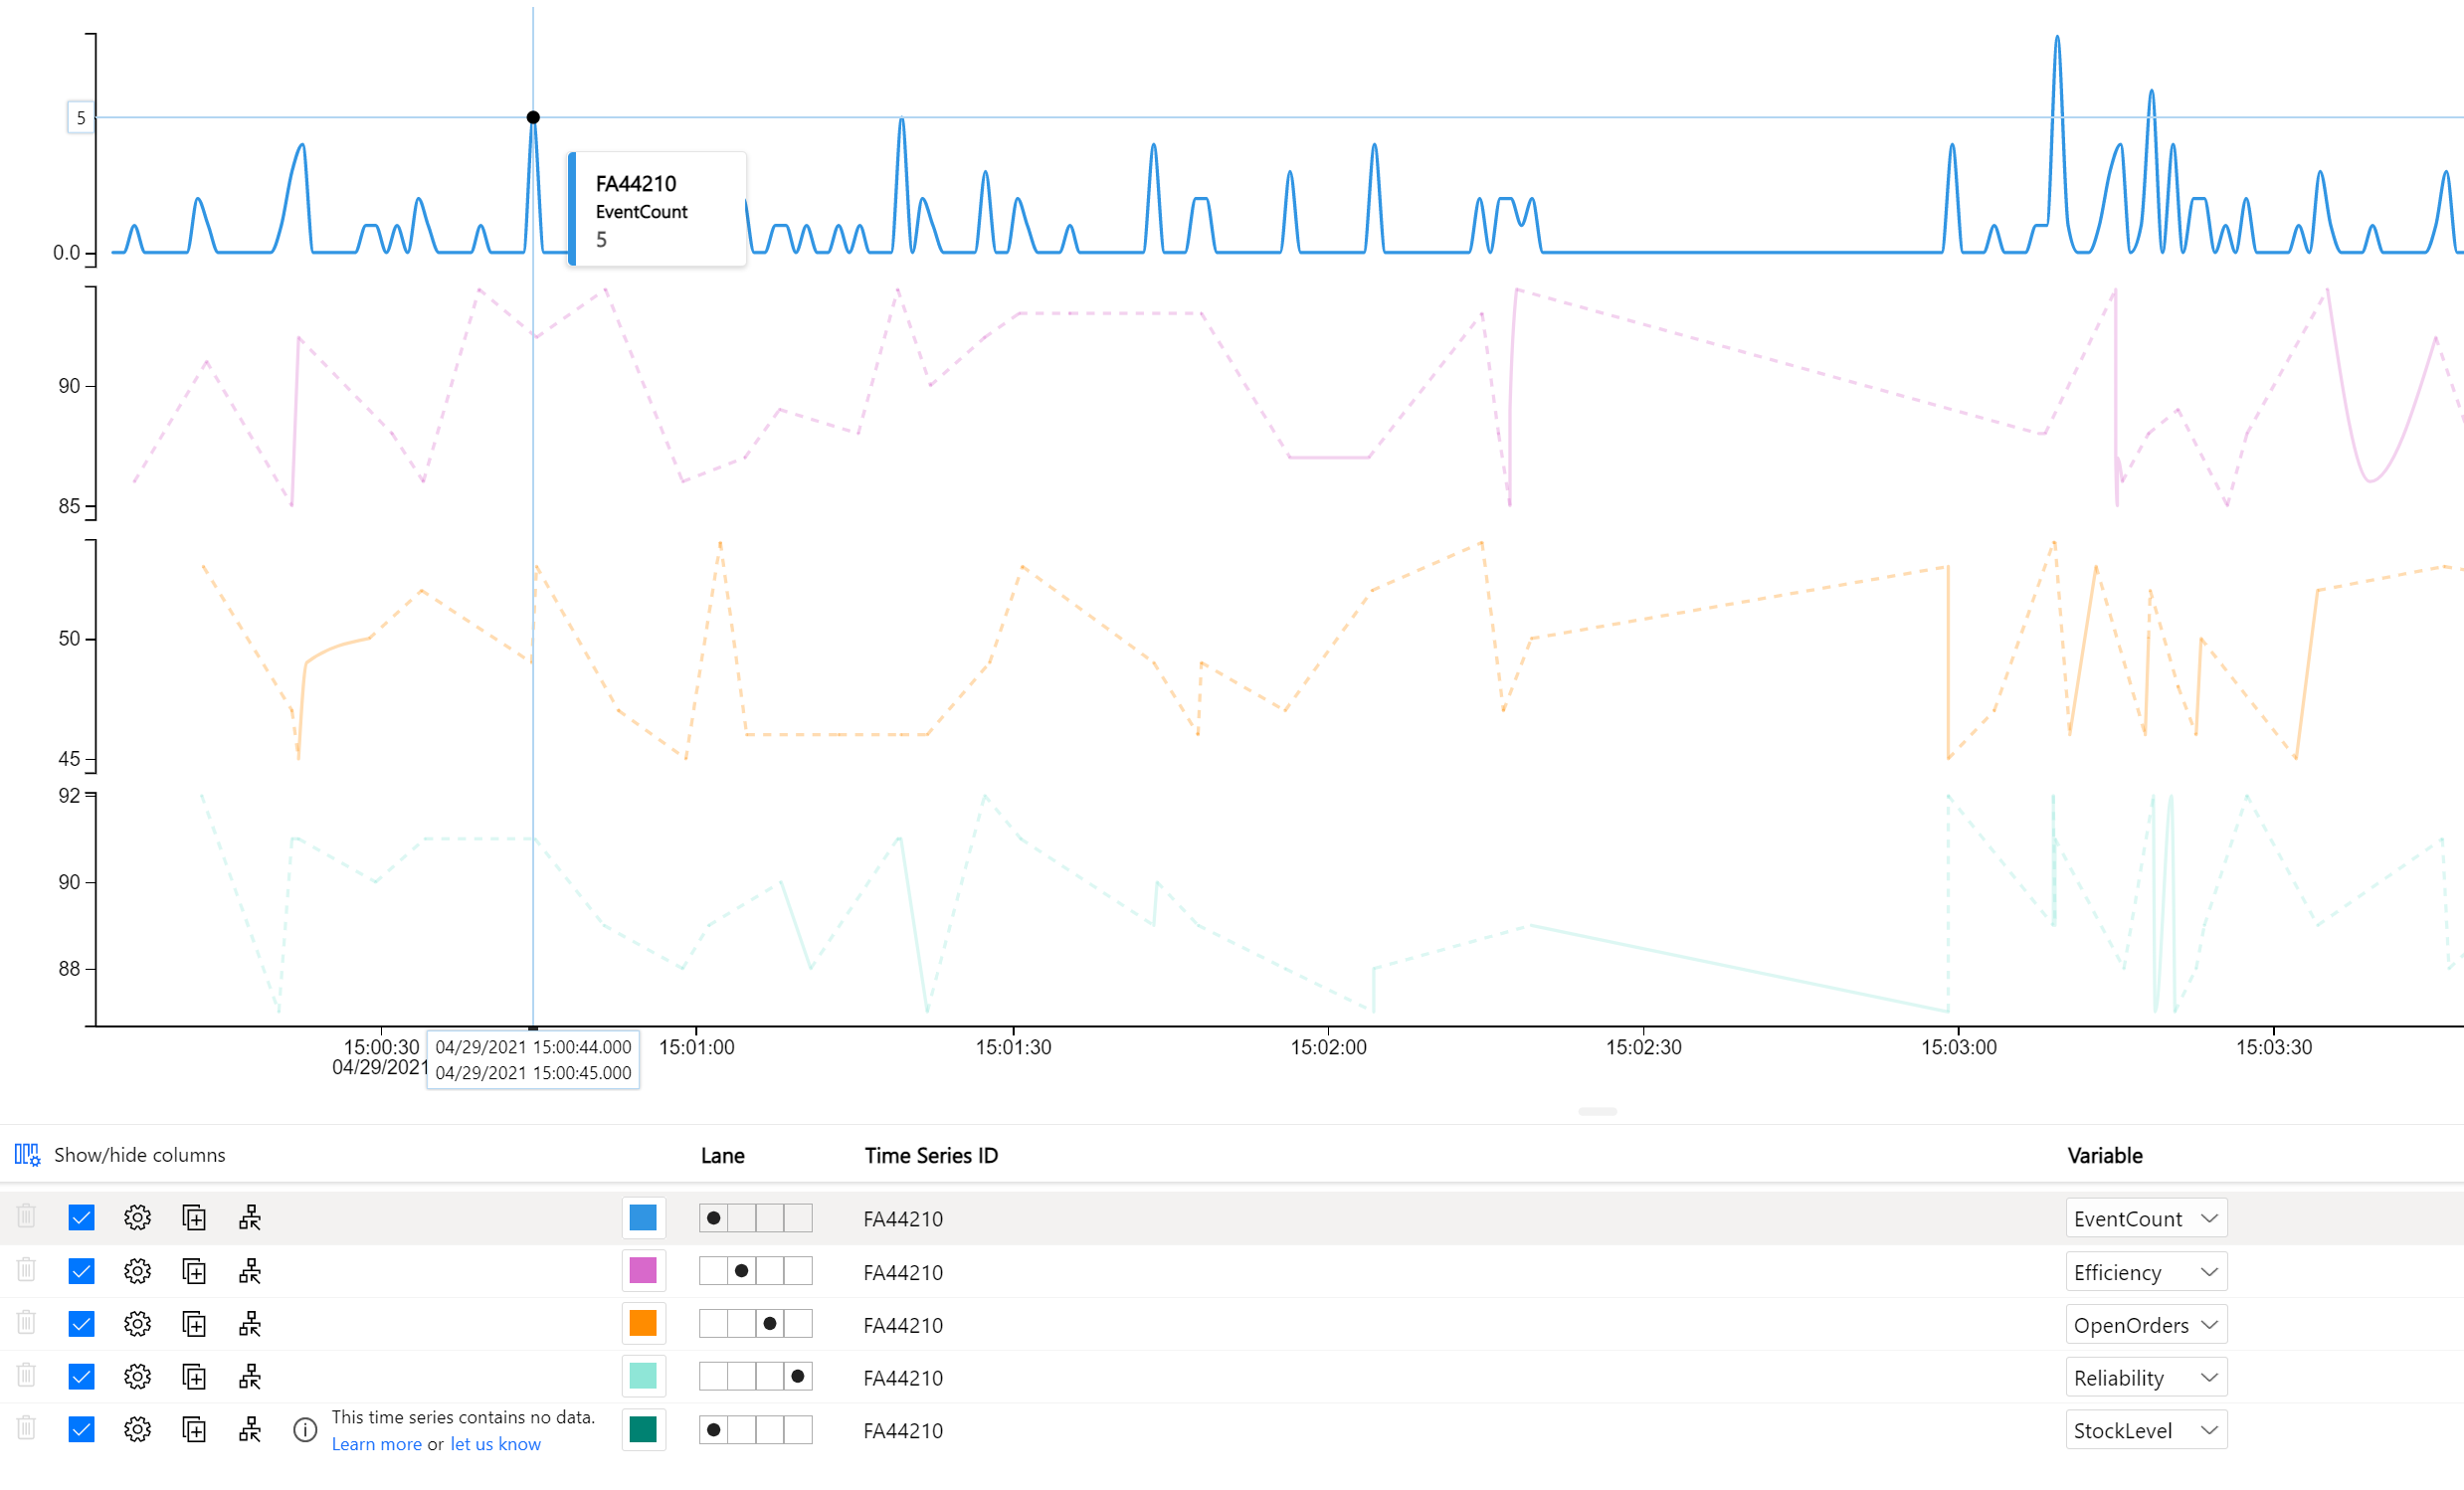 5
FA44210
EventCount
5
0.0
90
85
50
45
92
90
88
15:00:30
04/29/2021
04/29/2021 15:00:44.000
04/29/2021 15:00:45.000
15:01:00
15:01:30
15:02:00
15:02:30
15:03:00
15:03:30
Show/hide columns Lane Time Series ID Variable
FA44210 EventCount
FA44210 Efficiency
FA44210 OpenOrders
FA44210 Reliability
This time series contains no data.
Learn more or let us know
FA44210 StockLevel